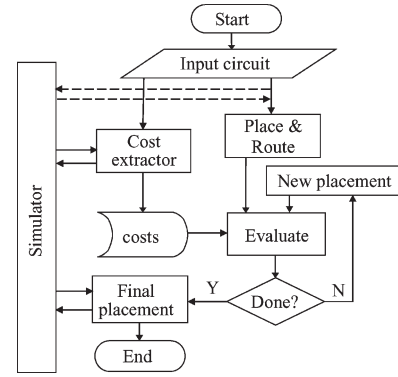 Start
Input circuit
Place &
Route
Cost
extractor
New placement
Simulator
costs
Evaluate
Final
placement
Y
Done?
N
End